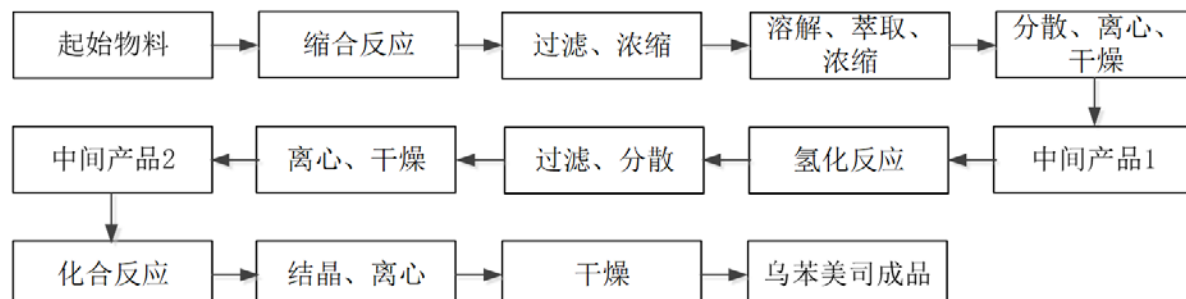 起始物料
缩合反应
过滤、浓缩
溶解、萃取、
浓缩
分散、离心、
干燥
中间产品1
氢化反应
过滤、分散
离心、干燥
中间产品2
化合反应
结晶、离心
干燥
乌苯美司成品